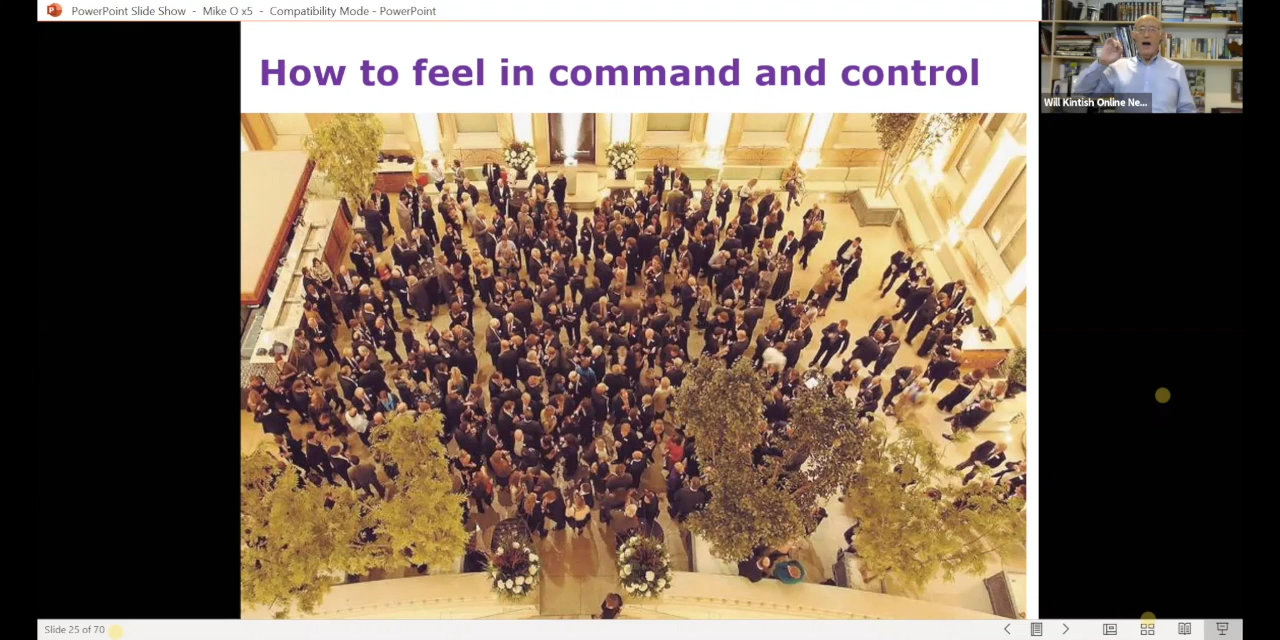 PowerPoint Slide Show - Mike O x5 - Compatibility Mode - PowerPoint
How to feel in command and control
Will Kintish Online Ne...
Slide 25 of 70